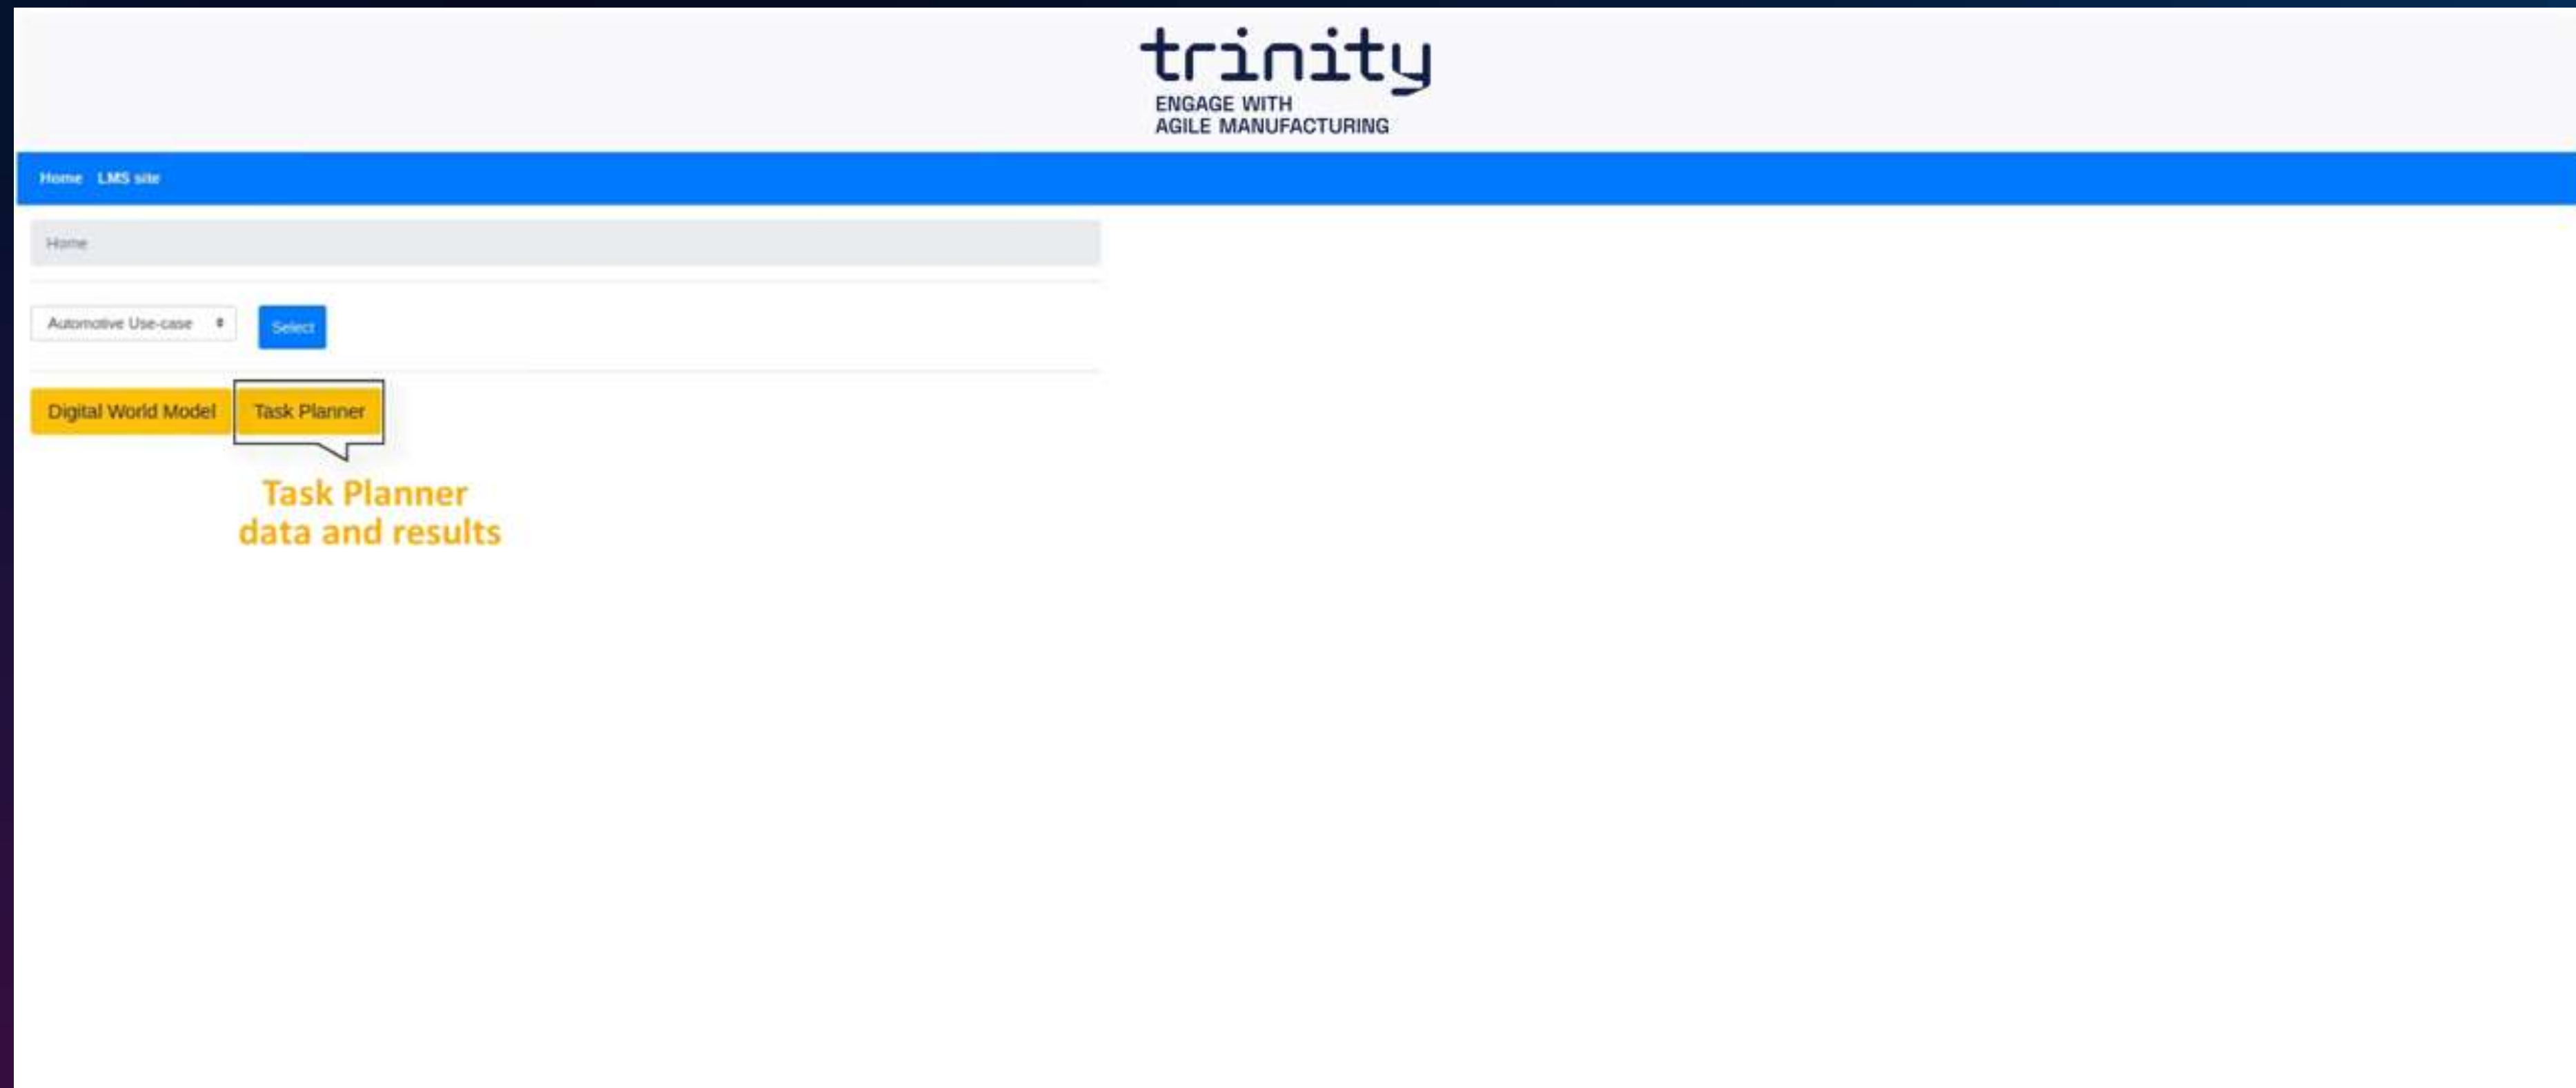 trinity
ENGAGE WITH
AGILE MANUFACTURING
Home LMS site
Home
Automotive Use-case
Select
Digital World Model
Task Planner
Task Planner
data and results